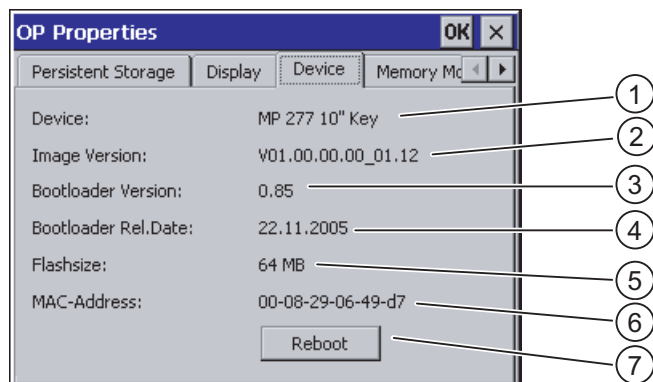 OP Properties OK ×
Persistent Storage Display Device Memory Mo
Device: MP 277 10" Key 1
Image Version: V01.00.00.00_01.12 2
Bootloader Version: 0.85 3
Bootloader Rel.Date: 22.11.2005 4
Flashsize: 64 MB 5
MAC-Address: 00-08-29-06-49-d7 6
Reboot 7